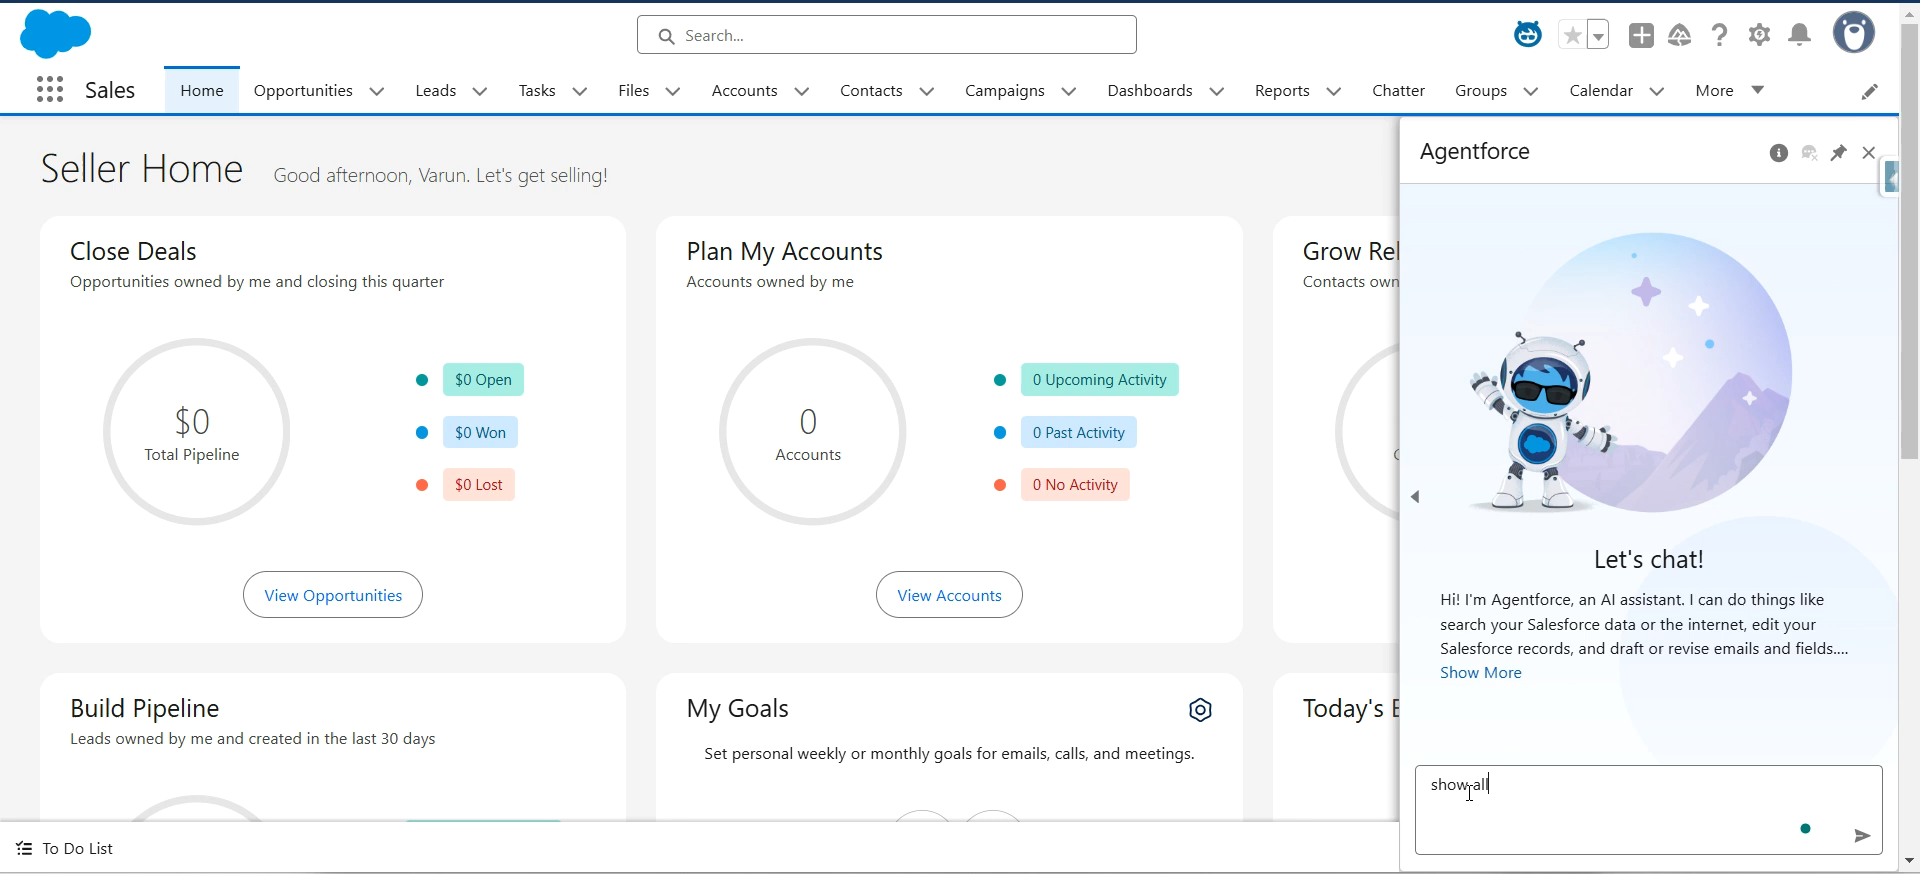 Search...
Sales
Home
Opportunities
Leads
Tasks
Files
Accounts
Contacts
Campaigns
Dashboards
Reports
Chatter
Groups
Calendar
More
Seller Home
Good afternoon, Varun. Let's get selling!
Close Deals
Opportunities owned by me and closing this quarter
$0
Total Pipeline
$0 Open
$0 Won
$0 Lost
View Opportunities
Plan My Accounts
Accounts owned by me
0
Accounts
0 Upcoming Activity
0 Past Activity
0 No Activity
View Accounts
Grow Rel
Contacts own
Build Pipeline
Leads owned by me and created in the last 30 days
My Goals
Set personal weekly or monthly goals for emails, calls, and meetings.
Today's E
To Do List
Agentforce
Let's chat!
Hi! I'm Agentforce, an AI assistant. I can do things like
search your Salesforce data or the internet, edit your
Salesforce records, and draft or revise emails and fields....
Show More
show all